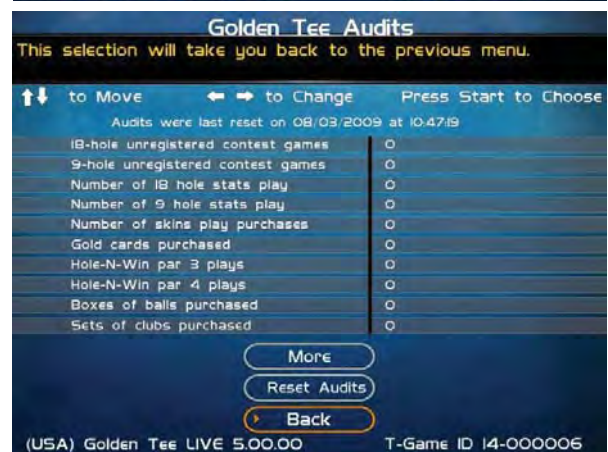 Golden Tee Audits
This selection will take you back to the previous menu.
to Move to Change Press Start to Choose
Audits were last reset on 08/03/2009 at 10:47:19
18-hole unregistered contest games 0
9-hole unregistered contest games 0
Number of 18 hole stats play 0
Number of 9 hole stats play 0
Number of skins play purchases 0
Gold cards purchased 0
Hole-N-Win par 3 plays 0
Hole-N-Win par 4 plays 0
Boxes of balls purchased 0
Sets of clubs purchased 0
More
Reset Audits
Back
(USA) Golden Tee LIVE 5.00.00 T-Game ID 14-000006